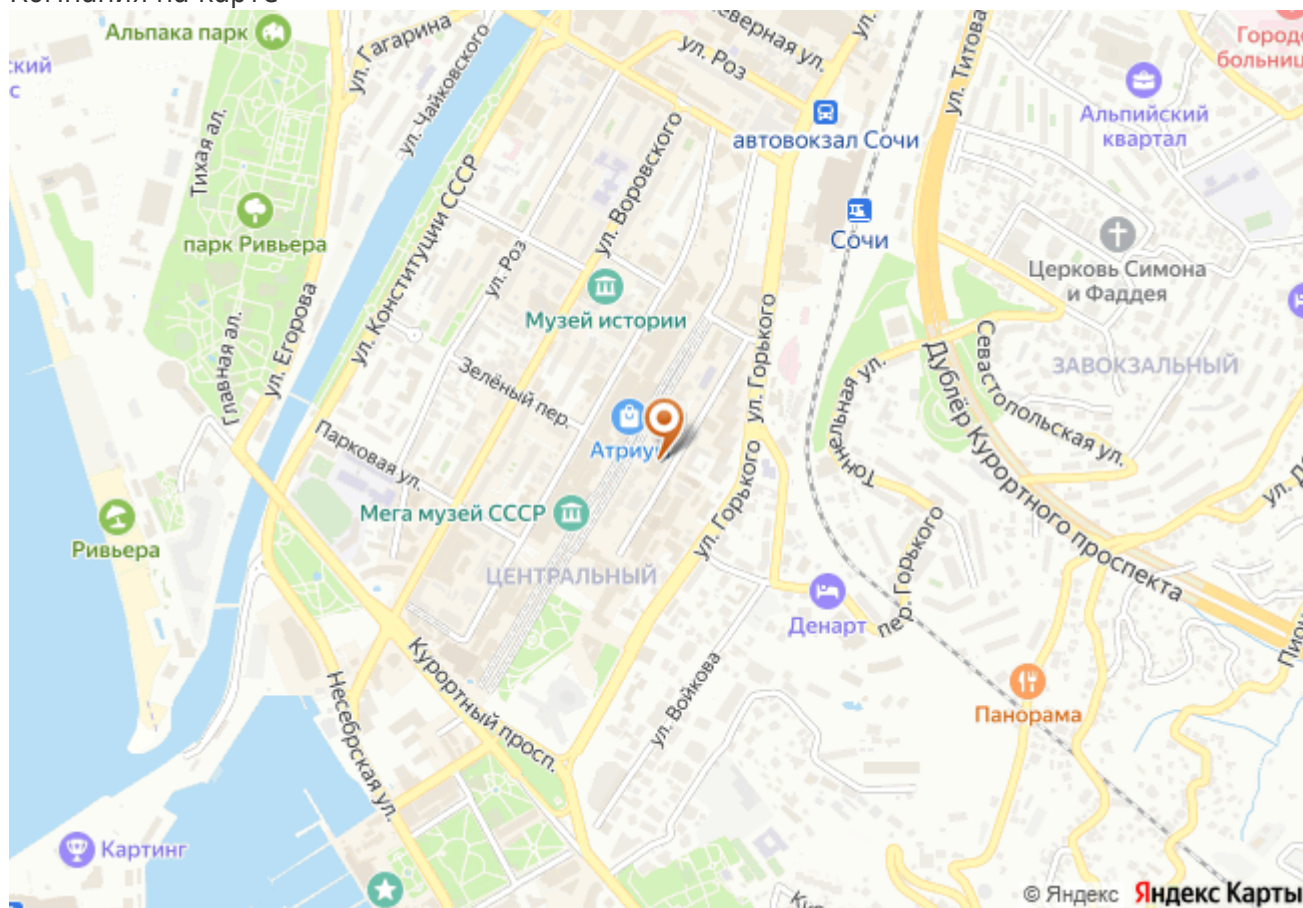 Компания на карте
Альпака парк
ул. Гагарина
ул. Чайковского
Северная ул.
ул. Роз
ул. Титова
Альпийский
квартал
автовокзал Сочи
Тихая ал.
ул. Конституции СССР
ул. Воровского
парк Ривьера
ул. Роз
Сочи
Церковь Симона
и Фаддея
Музей истории
Главная ал.
ул. Егорова
ул. Горького
Зелёный пер.
Тоннельная ул.
Дублёр Курортного проспекта
Севастопольская ул.
ЗАВОКЗАЛЬНЫЙ
Парковая ул.
Атриум
ул. Горького
Мега музей СССР
Ривьера
ЦЕНТРАЛЬНЫЙ
пер. Горького
Денарт
Курортный просп.
Несебрская ул.
ул. Войкова
Панорама
Картинг
© Яндекс Яндекс Карты